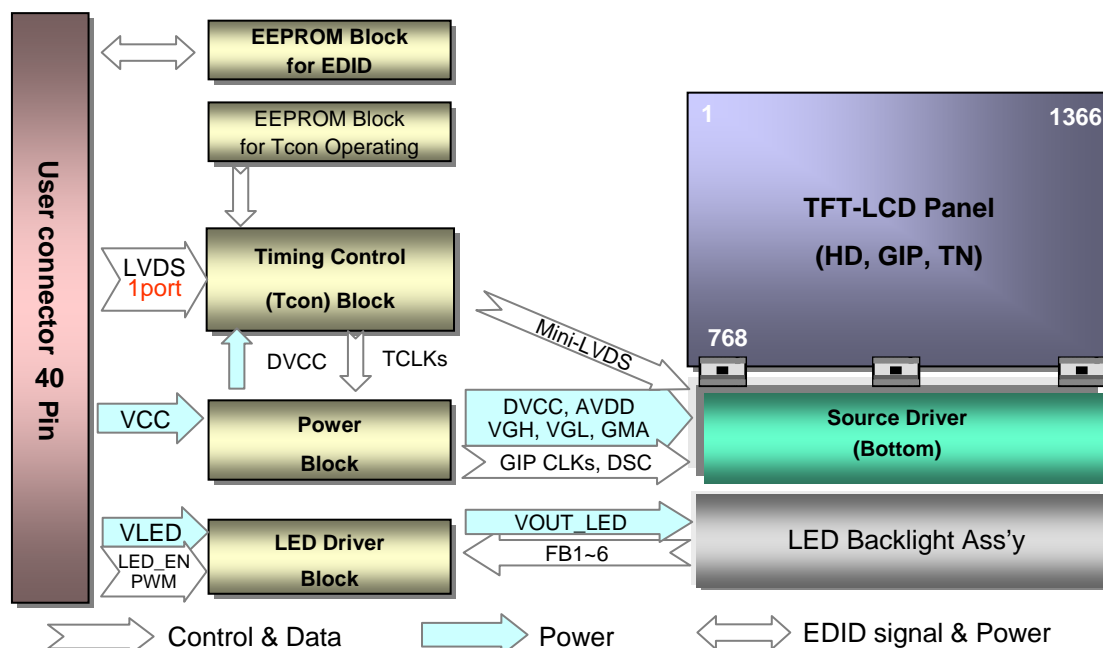 User connector 40 Pin
EEPROM Block
for EDID
EEPROM Block
for Tcon Operating
LVDS
1port
Timing Control
(Tcon) Block
DVCC
TCLKs
Mini-LVDS
VCC
Power
Block
DVCC, AVDD
VGH, VGL, GMA
GIP CLKs, DSC
VLED
LED_EN
PWM
LED Driver
Block
VOUT_LED
FB1~6
1
1366
TFT-LCD Panel
(HD, GIP, TN)
768
Source Driver
(Bottom)
LED Backlight Ass'y
Control & Data
Power
EDID signal & Power